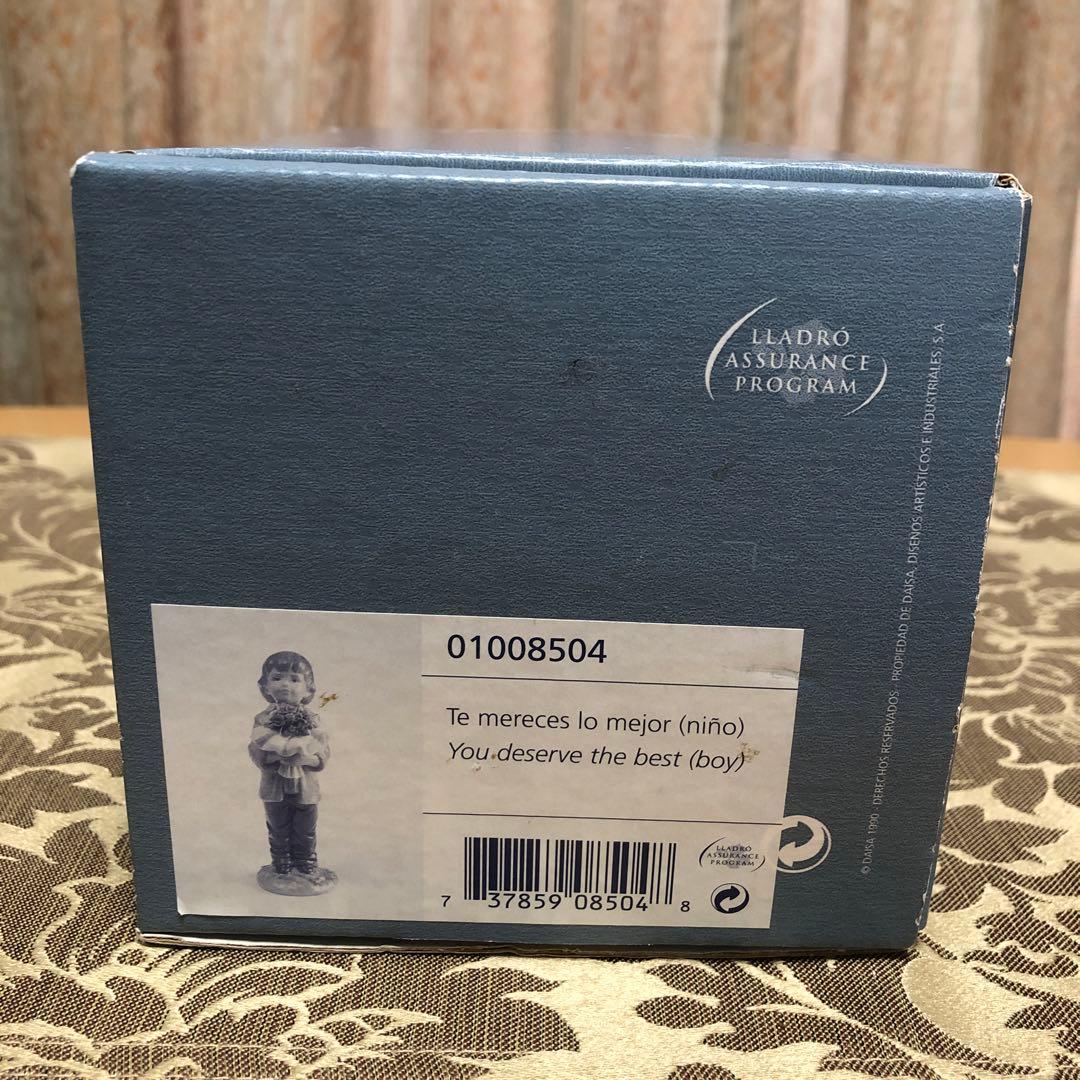 LLADRÓ
ASSURANCE
PROGRAM
© DAISA 1990 · DERECHOS RESERVADOS · PROPIEDAD DE DAISA, DISENOS ARTÍSTICOS E INDUSTRIALES, S.A.
01008504
Te mereces lo mejor (niño)
You deserve the best (boy)
7 37859 08504 8
LLADRÓ
ASSURANCE
PROGRAM